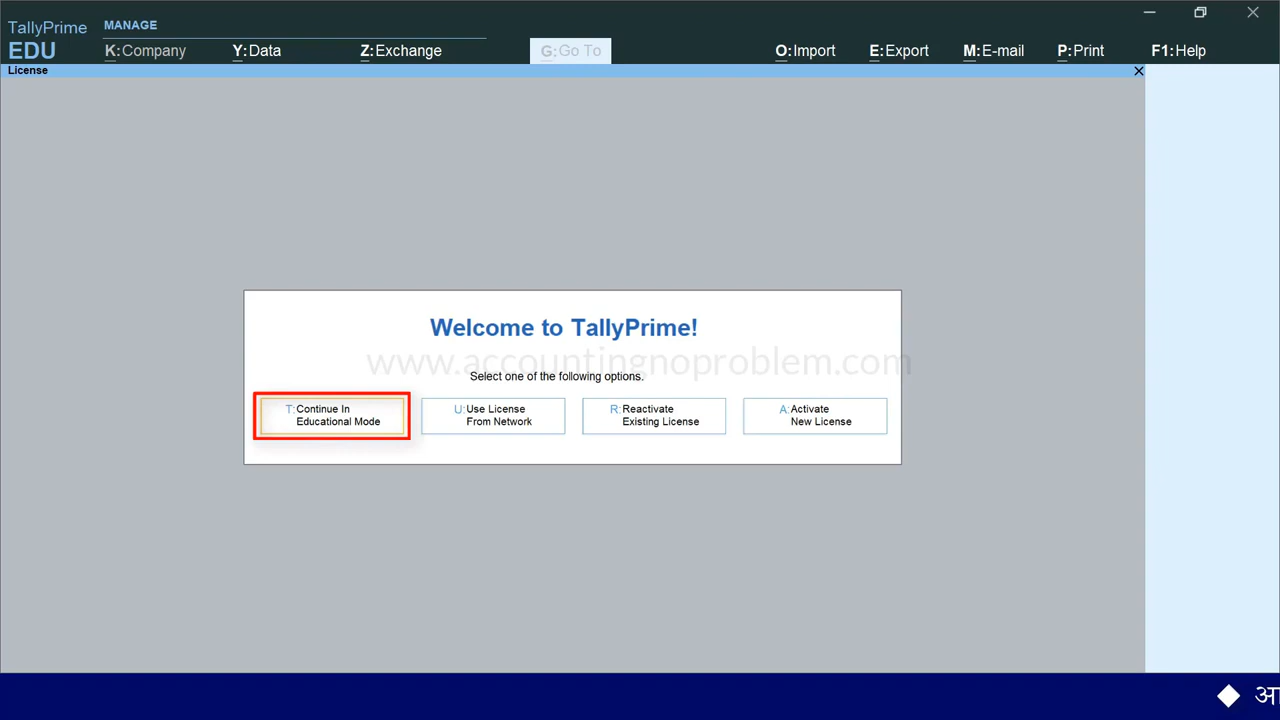 TallyPrime MANAGE
EDU K:Company Y:Data Z:Exchange G:Go To O:Import E:Export M:E-mail P:Print F1:Help
License
Welcome to TallyPrime!
www.accountingnoproblem.com
Select one of the following options.
T:Continue In U:Use License R:Reactivate A:Activate
Educational Mode From Network Existing License New License